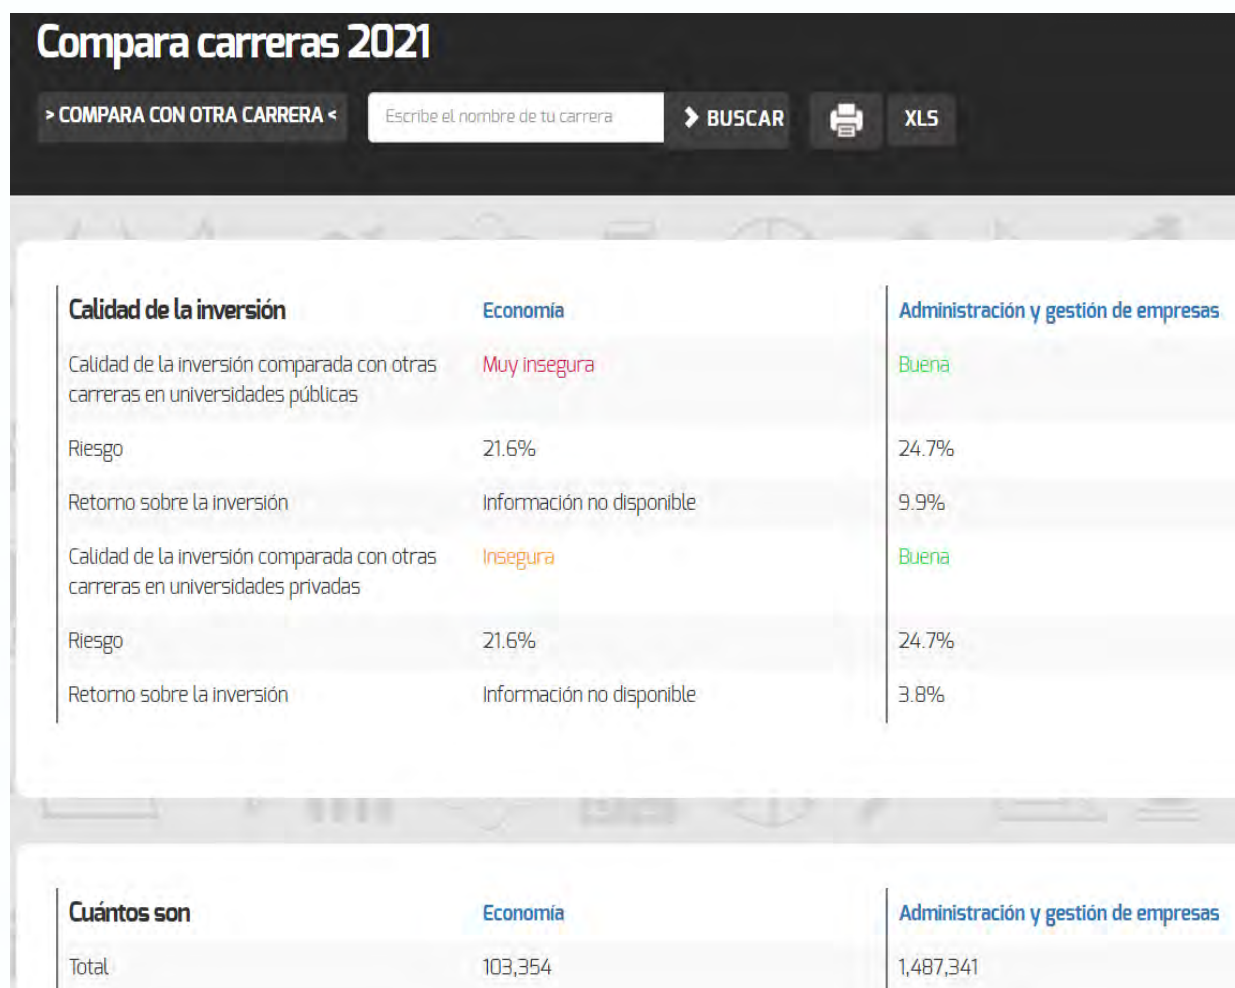 Compara carreras 2021
> COMPARA CON OTRA CARRERA < Escribe el nombre de tu carrera BUSCAR XLS
Calidad de la inversión Economía Administración y gestión de empresas
Calidad de la inversión comparada con otras Muy insegura Buena
carreras en universidades públicas
Riesgo 21.6% 24.7%
Retorno sobre la inversión Información no disponible 9.9%
Calidad de la inversión comparada con otras Insegura Buena
carreras en universidades privadas
Riesgo 21.6% 24.7%
Retorno sobre la inversión Información no disponible 3.8%
Cuántos son Economía Administración y gestión de empresas
Total 103,354 1,487,341